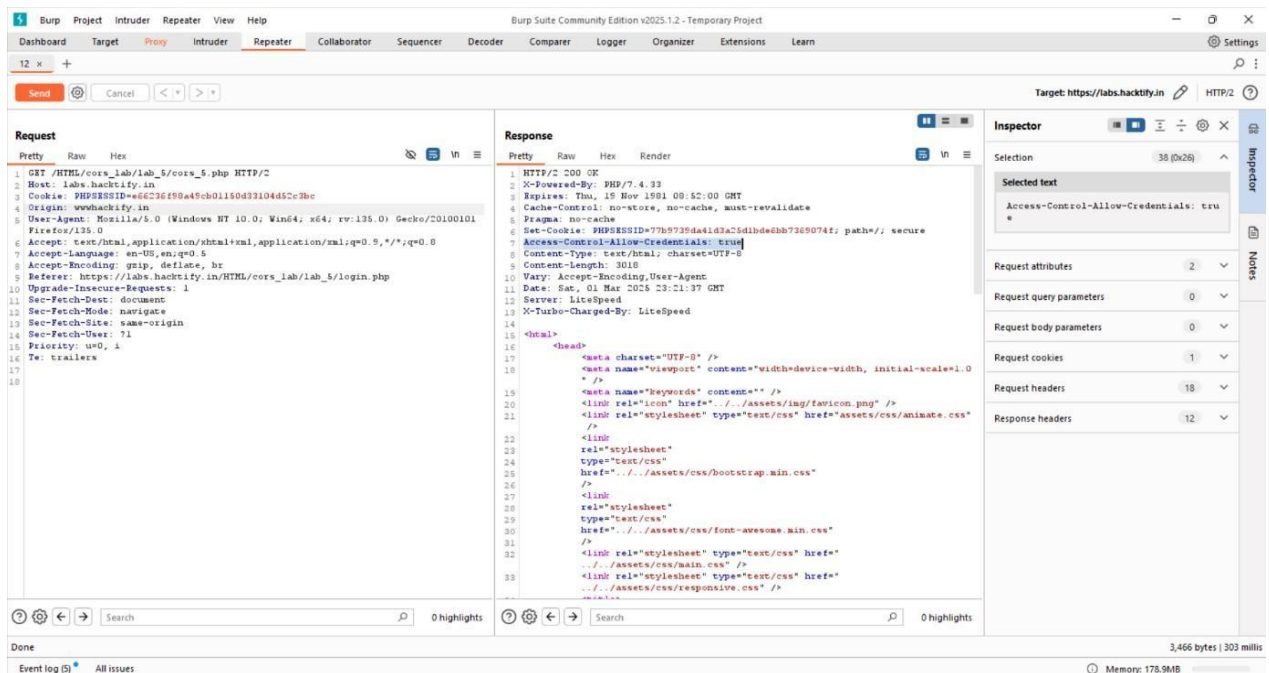 Burp Project Intruder Repeater View Help
Burp Suite Community Edition v2025.1.2 - Temporary Project
Dashboard Target Proxy Intruder Repeater Collaborator Sequencer Decoder Comparer Logger Organizer Extensions Learn
Settings
12 × +
Send Cancel < >
Target: https://labs.hacktify.in HTTP/2
Request
Pretty Raw Hex
\n
1 GET /HTML/cors_lab/lab_5/cors_5.php HTTP/2
2 Host: labs.hacktify.in
3 Cookie: PHPSESSID=e66236f98a49cb01150d33104d52c3bc
4 Origin: wwwhackify.in
5 User-Agent: Mozilla/5.0 (Windows NT 10.0; Win64; x64; rv:135.0) Gecko/20100101
Firefox/135.0
6 Accept: text/html,application/xhtml+xml,application/xml;q=0.9,*/*;q=0.8
7 Accept-Language: en-US,en;q=0.5
8 Accept-Encoding: gzip, deflate, br
9 Referer: https://labs.hacktify.in/HTML/cors_lab/lab_5/login.php
10 Upgrade-Insecure-Requests: 1
11 Sec-Fetch-Dest: document
12 Sec-Fetch-Mode: navigate
13 Sec-Fetch-Site: same-origin
14 Sec-Fetch-User: ?1
15 Priority: u=0, i
16 Te: trailers
17
18
Search
0 highlights
Response
Pretty Raw Hex Render
\n
1 HTTP/2 200 OK
2 X-Powered-By: PHP/7.4.33
3 Expires: Thu, 19 Nov 1981 08:52:00 GMT
4 Cache-Control: no-store, no-cache, must-revalidate
5 Pragma: no-cache
6 Set-Cookie: PHPSESSID=77b9739da41d3a25d1bde6bb7369074f; path=/; secure
7 Access-Control-Allow-Credentials: true
8 Content-Type: text/html; charset=UTF-8
9 Content-Length: 3018
10 Vary: Accept-Encoding,User-Agent
11 Date: Sat, 01 Mar 2025 23:21:37 GMT
12 Server: LiteSpeed
13 X-Turbo-Charged-By: LiteSpeed
14
15 <html>
16 <head>
17 <meta charset="UTF-8" />
18 <meta name="viewport" content="width=device-width, initial-scale=1.0
" />
19 <meta name="keywords" content="" />
20 <link rel="icon" href="../../assets/img/favicon.png" />
21 <link rel="stylesheet" type="text/css" href="assets/css/animate.css"
/>
22 <link
23 rel="stylesheet"
24 type="text/css"
25 href="../../assets/css/bootstrap.min.css"
26 />
27 <link
28 rel="stylesheet"
29 type="text/css"
30 href="../../assets/css/font-awesome.min.css"
31 />
32 <link rel="stylesheet" type="text/css" href="
../../assets/css/main.css" />
33 <link rel="stylesheet" type="text/css" href="
../../assets/css/responsive.css" />
Search
0 highlights
Inspector
Selection 38 (0x26)
Selected text
Access-Control-Allow-Credentials: tru
e
Request attributes 2
Request query parameters 0
Request body parameters 0
Request cookies 1
Request headers 18
Response headers 12
Inspector
Notes
Done
3,466 bytes | 303 millis
Event log (5) All issues
Memory: 178.9MB